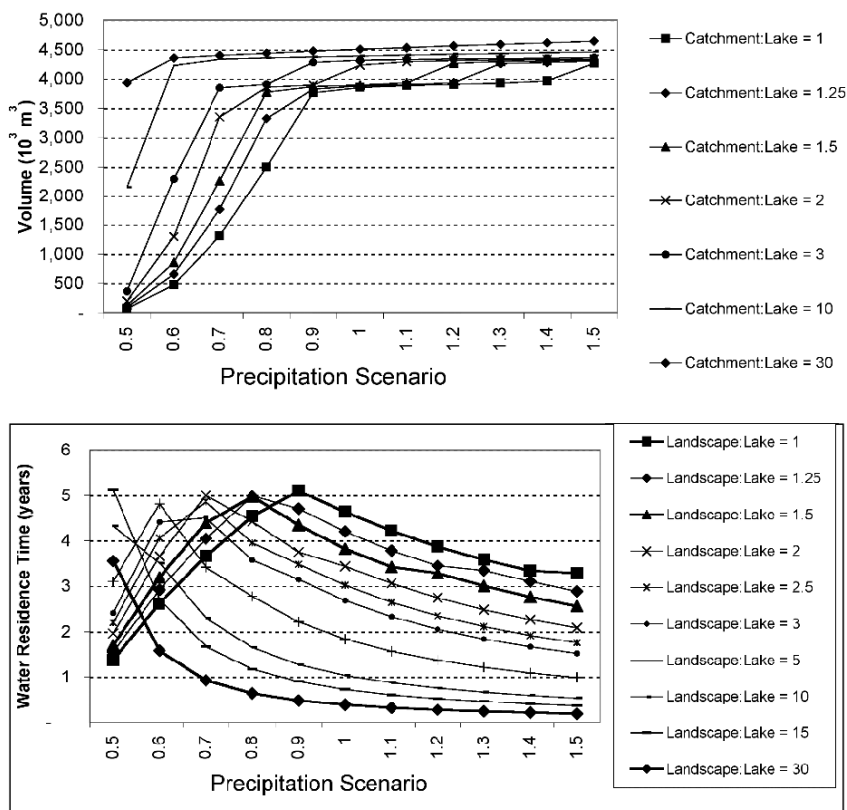 5,000
4,500
4,000
3,500
3,000
2,500
2,000
1,500
1,000
500
-
Volume (10³ m³)
0.5 0.6 0.7 0.8 0.9 1 1.1 1.2 1.3 1.4 1.5
Precipitation Scenario
Catchment:Lake = 1
Catchment:Lake = 1.25
Catchment:Lake = 1.5
Catchment:Lake = 2
Catchment:Lake = 3
Catchment:Lake = 10
Catchment:Lake = 30
6
5
4
3
2
1
-
Water Residence Time (years)
0.5 0.6 0.7 0.8 0.9 1 1.1 1.2 1.3 1.4 1.5
Precipitation Scenario
Landscape:Lake = 1
Landscape:Lake = 1.25
Landscape:Lake = 1.5
Landscape:Lake = 2
Landscape:Lake = 2.5
Landscape:Lake = 3
Landscape:Lake = 5
Landscape:Lake = 10
Landscape:Lake = 15
Landscape:Lake = 30